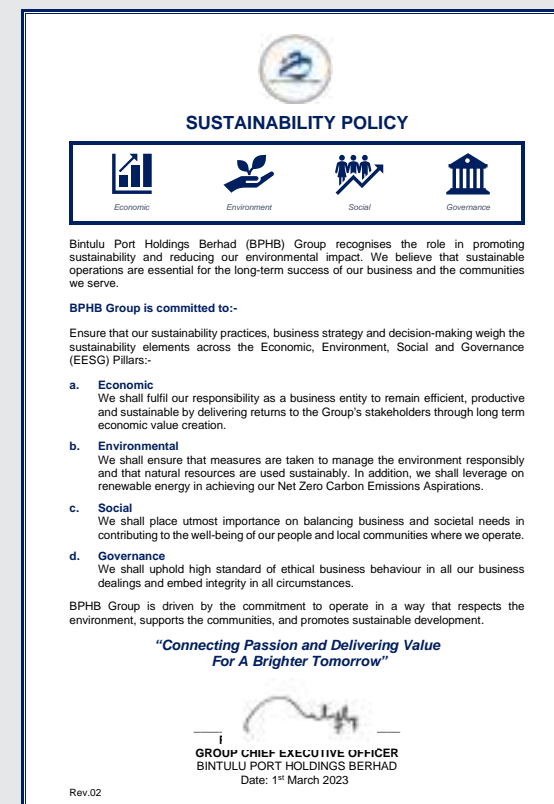 SUSTAINABILITY POLICY
Economic
Environment
Social
Governance
Bintulu Port Holdings Berhad (BPHB) Group recognises the role in promoting
sustainability and reducing our environmental impact. We believe that sustainable
operations are essential for the long-term success of our business and the communities
we serve.
BPHB Group is committed to:-
Ensure that our sustainability practices, business strategy and decision-making weigh the
sustainability elements across the Economic, Environment, Social and Governance
(EESG) Pillars:-
a. Economic
We shall fulfil our responsibility as a business entity to remain efficient, productive
and sustainable by delivering returns to the Group's stakeholders through long term
economic value creation.
b. Environmental
We shall ensure that measures are taken to manage the environment responsibly
and that natural resources are used sustainably. In addition, we shall leverage on
renewable energy in achieving our Net Zero Carbon Emissions Aspirations.
c. Social
We shall place utmost importance on balancing business and societal needs in
contributing to the well-being of our people and local communities where we operate.
d. Governance
We shall uphold high standard of ethical business behaviour in all our business
dealings and embed integrity in all circumstances.
BPHB Group is driven by the commitment to operate in a way that respects the
environment, supports the communities, and promotes sustainable development.
“Connecting Passion and Delivering Value
For A Brighter Tomorrow”
GROUP CHIEF EXECUTIVE OFFICER
BINTULU PORT HOLDINGS BERHAD
Date: 1st March 2023
Rev.02